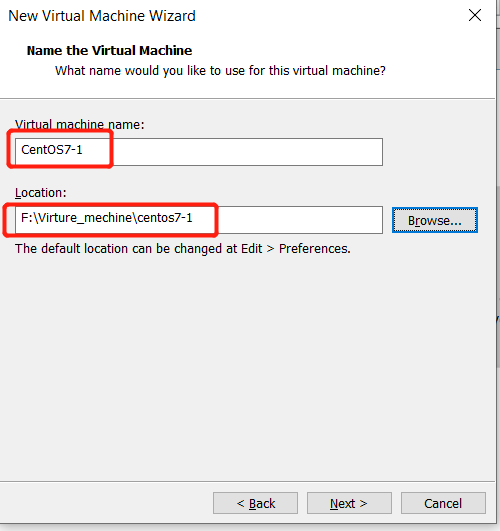 New Virtual Machine Wizard
Name the Virtual Machine
What name would you like to use for this virtual machine?
Virtual machine name:
CentOS7-1
Location:
F:\Virture_mechine\centos7-1
Browse...
The default location can be changed at Edit > Preferences.
< Back
Next >
Cancel